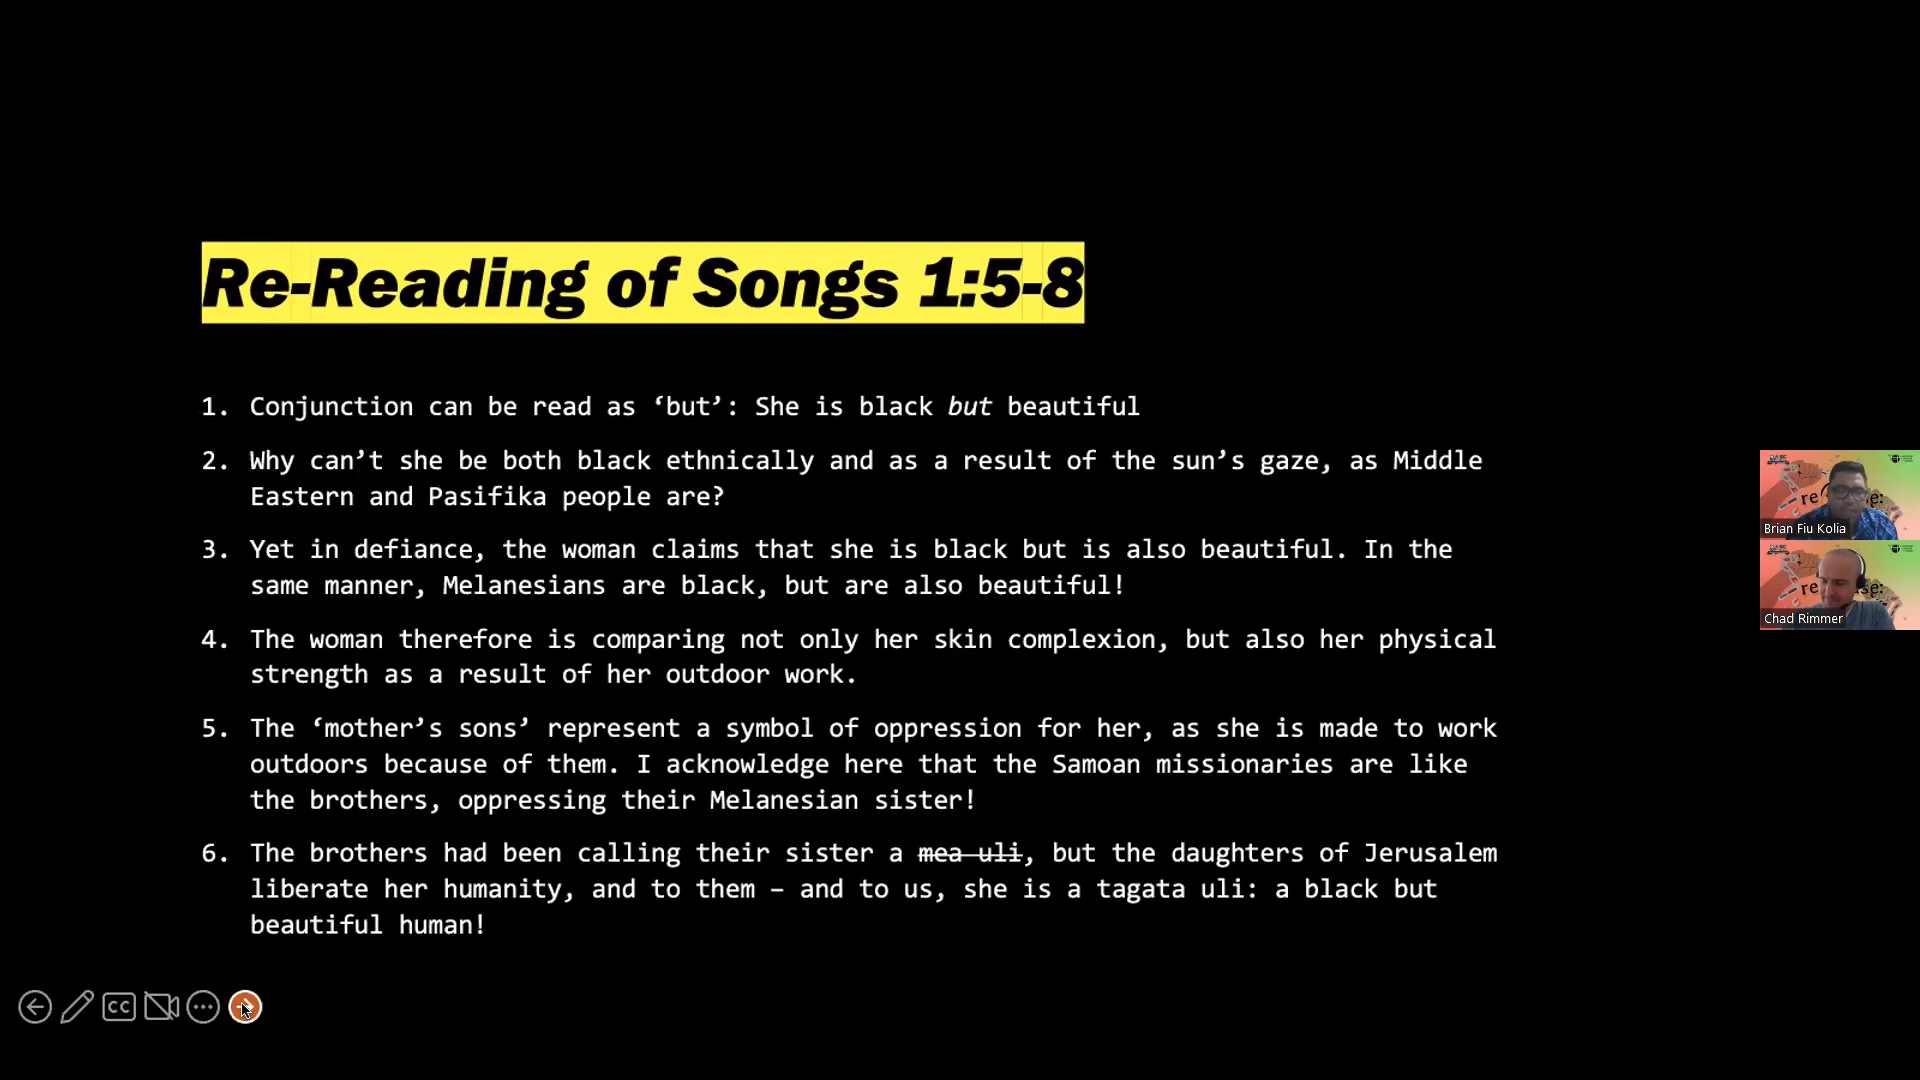 Re-Reading of Songs 1:5-8
1. Conjunction can be read as ‘but’: She is black but beautiful
2. Why can’t she be both black ethnically and as a result of the sun’s gaze, as Middle
Eastern and Pasifika people are?
3. Yet in defiance, the woman claims that she is black but is also beautiful. In the
same manner, Melanesians are black, but are also beautiful!
4. The woman therefore is comparing not only her skin complexion, but also her physical
strength as a result of her outdoor work.
5. The ‘mother’s sons’ represent a symbol of oppression for her, as she is made to work
outdoors because of them. I acknowledge here that the Samoan missionaries are like
the brothers, oppressing their Melanesian sister!
6. The brothers had been calling their sister a mea uli, but the daughters of Jerusalem
liberate her humanity, and to them – and to us, she is a tagata uli: a black but
beautiful human!
Brian Fiu Kolia
Chad Rimmer
CC